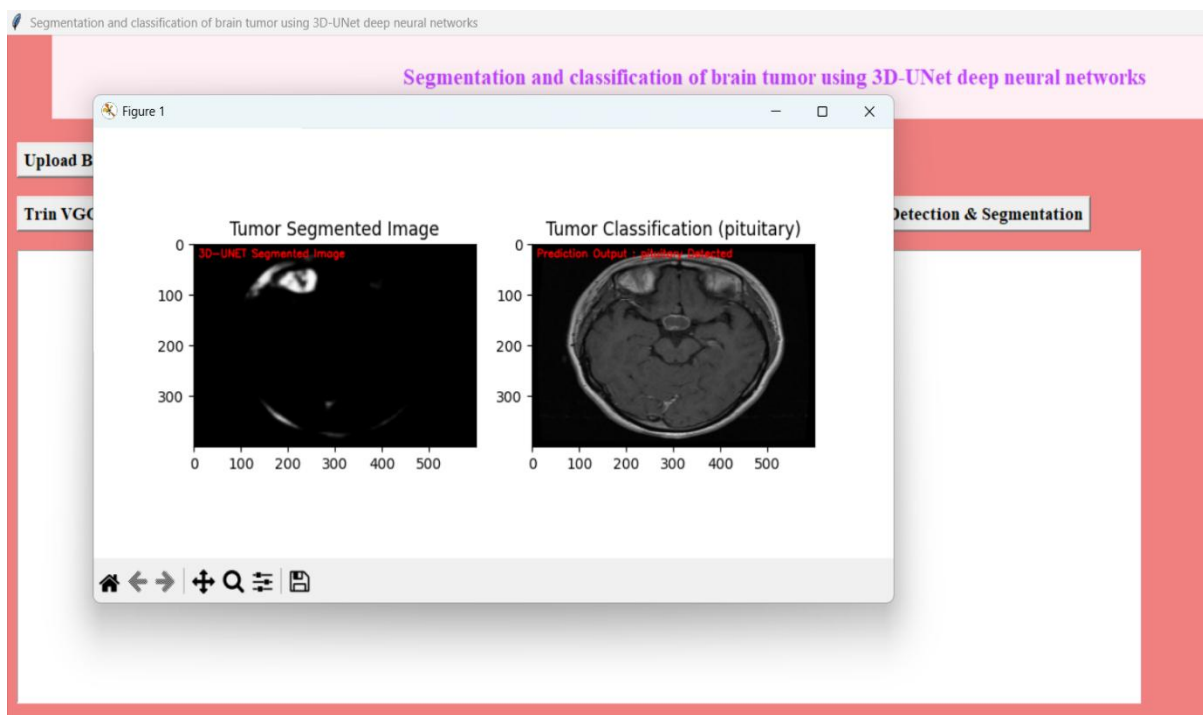 Segmentation and classification of brain tumor using 3D-UNet deep neural networks
Segmentation and classification of brain tumor using 3D-UNet deep neural networks
Figure 1
Upload B
Trin VGG
Detection & Segmentation
Tumor Segmented Image
Tumor Classification (pituitary)
3D-UNET Segmented Image
Prediction Output : pituitary Detected
0
100
200
300
0 100 200 300 400 500
0
100
200
300
0 100 200 300 400 500